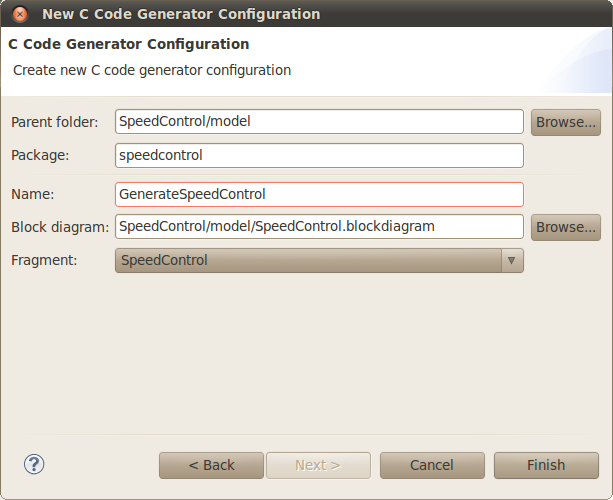 New C Code Generator Configuration
C Code Generator Configuration
Create new C code generator configuration
Parent folder: SpeedControl/model Browse...
Package: speedcontrol
Name: GenerateSpeedControl
Block diagram: SpeedControl/model/SpeedControl.blockdiagram Browse...
Fragment: SpeedControl
? < Back Next > Cancel Finish